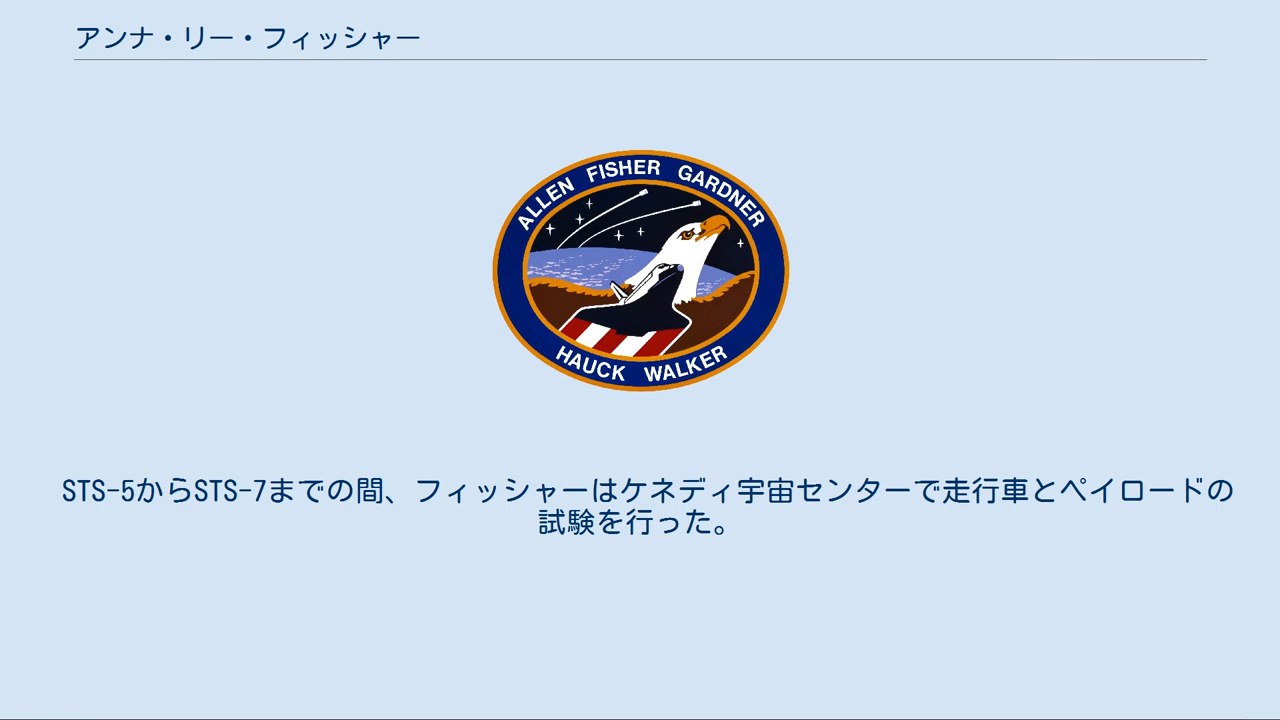 アンナ・リー・フィッシャー
ALLEN FISHER GARDNER
HAUCK WALKER
STS-5からSTS-7までの間、フィッシャーはケネディ宇宙センターで走行車とペイロードの
試験を行った。